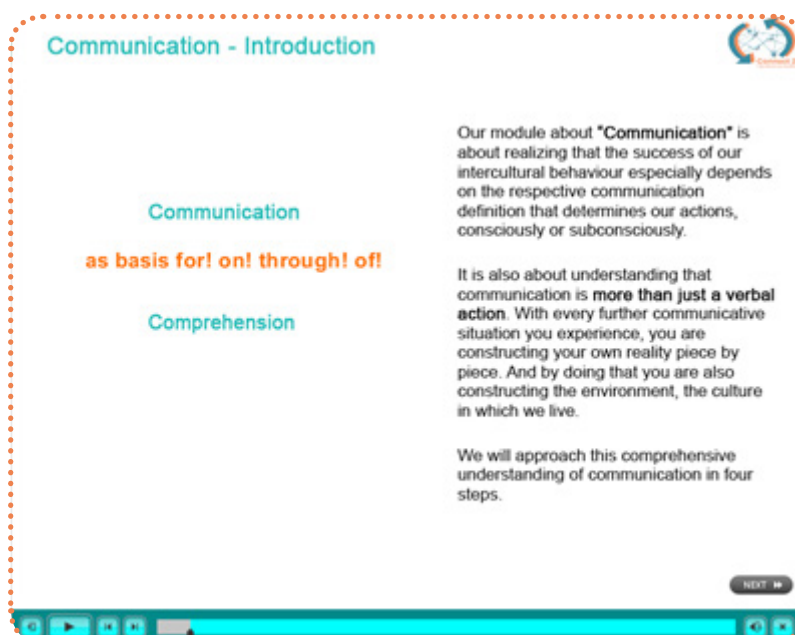 Communication - Introduction
Communication
as basis for! on! through! of!
Comprehension
Our module about "Communication" is
about realizing that the success of our
intercultural behaviour especially depends
on the respective communication
definition that determines our actions,
consciously or subconsciously.
It is also about understanding that
communication is more than just a verbal
action. With every further communicative
situation you experience, you are
constructing your own reality piece by
piece. And by doing that you are also
constructing the environment, the culture
in which we live.
We will approach this comprehensive
understanding of communication in four
steps.
NEXT